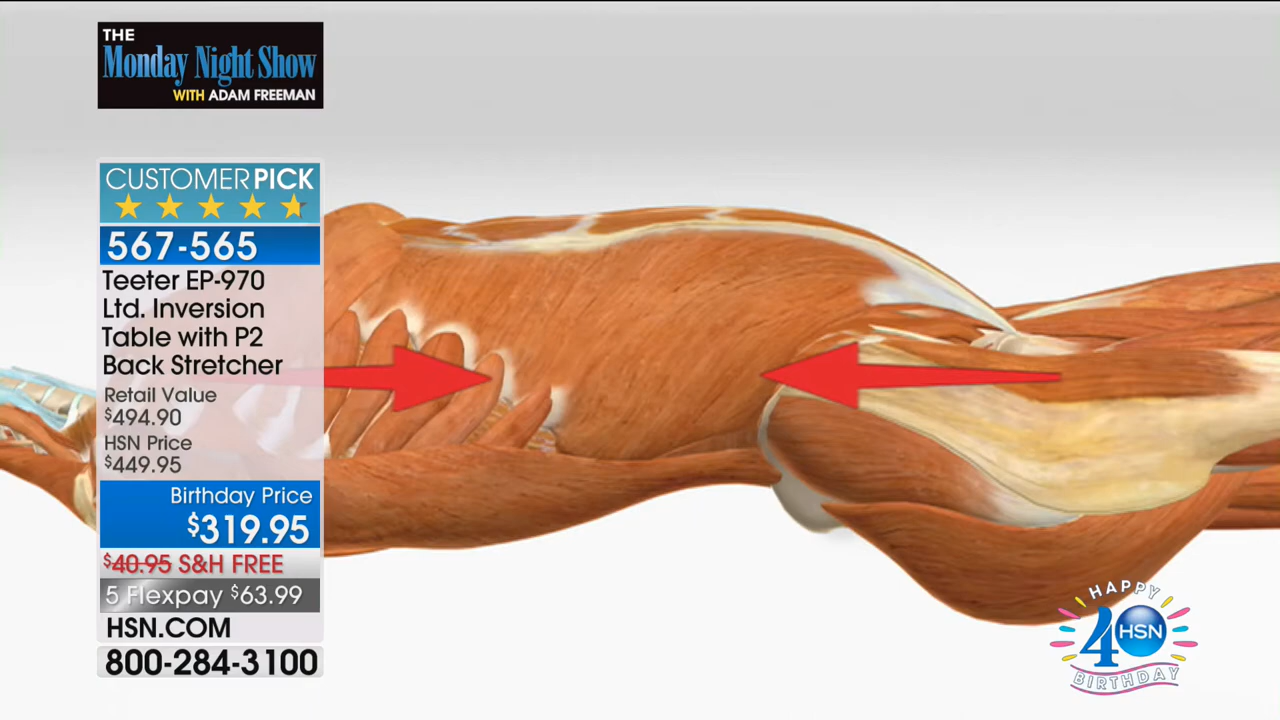 THE
Monday Night Show
WITH ADAM FREEMAN
CUSTOMER PICK
567-565
Teeter EP-970
Ltd. Inversion
Table with P2
Back Stretcher
Retail Value
$494.90
HSN Price
$449.95
Birthday Price
$319.95
$40.95 S&H FREE
5 Flexpay $63.99
HSN.COM
800-284-3100
HAPPY
40 HSN
BIRTHDAY